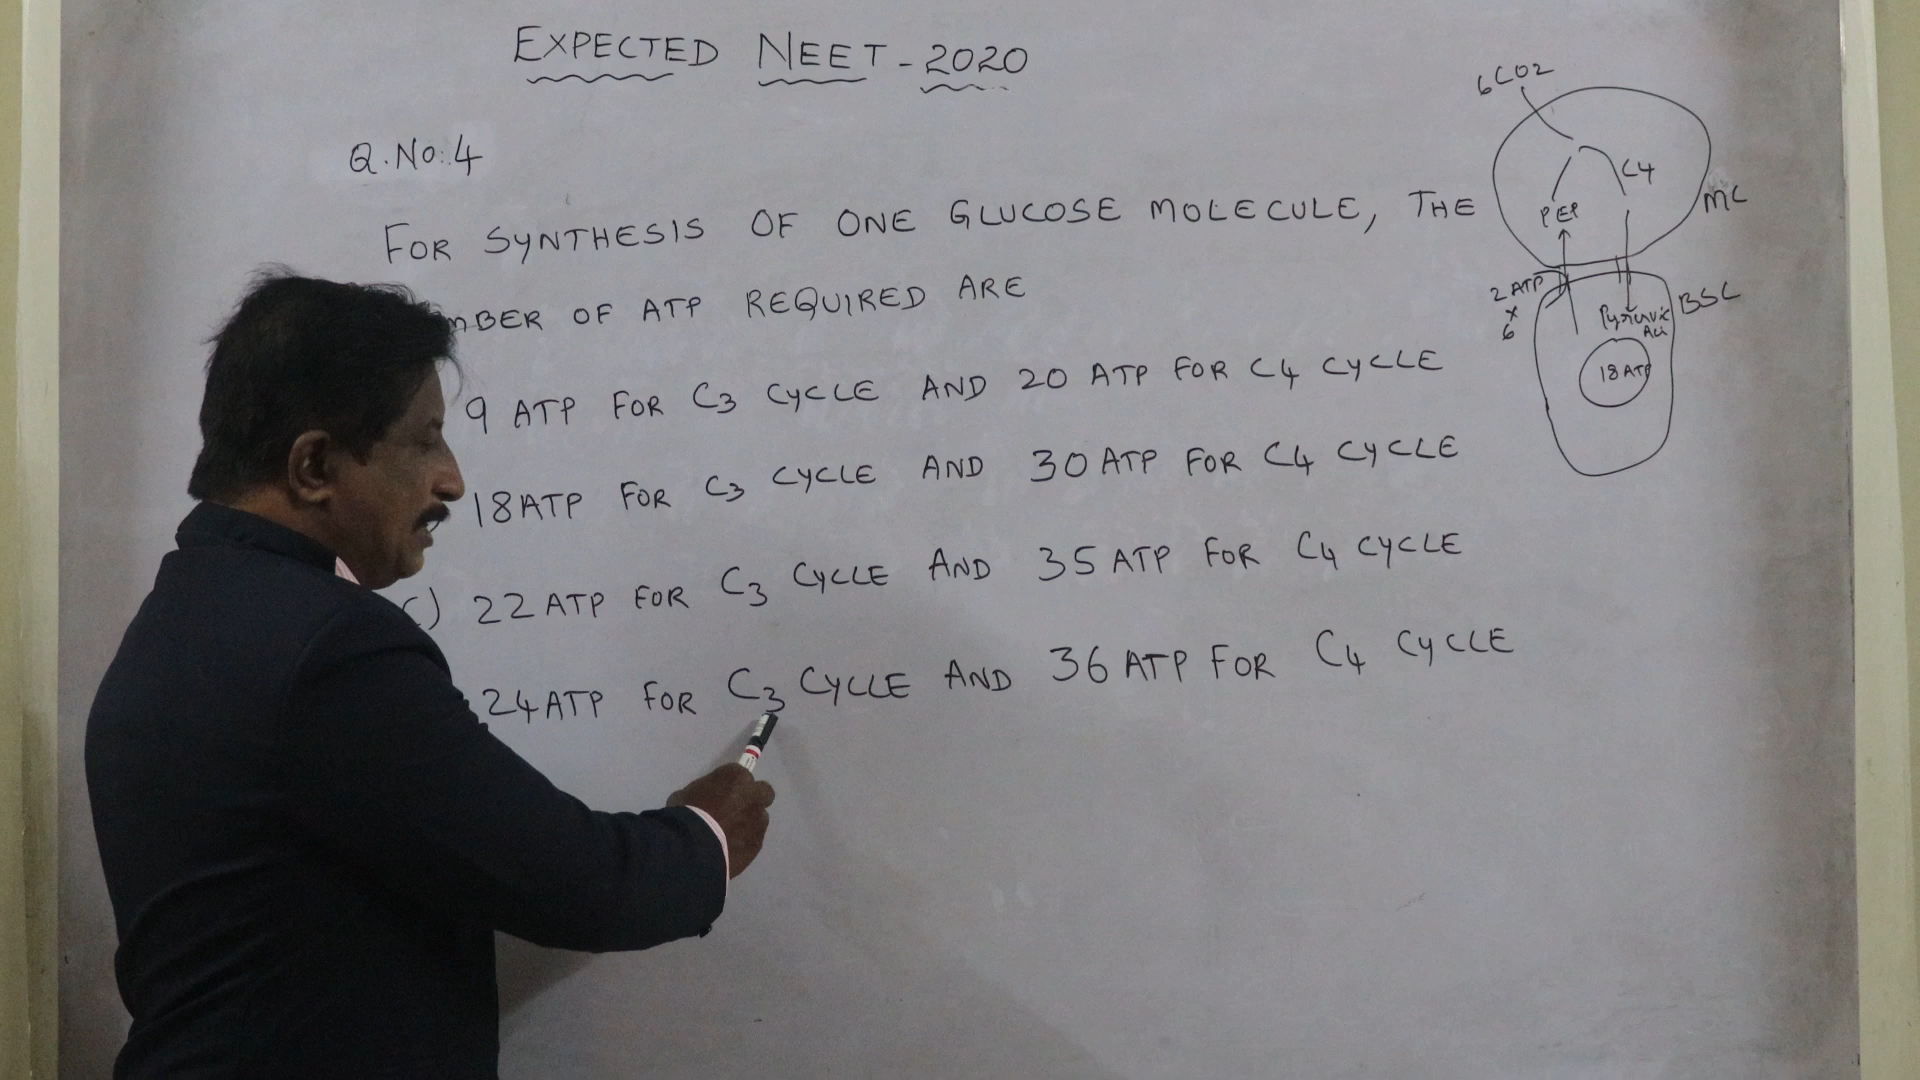 EXPECTED NEET - 2020
Q.No:4
FOR SYNTHESIS OF ONE GLUCOSE MOLECULE, THE
MBER OF ATP REQUIRED ARE
9 ATP FOR C3 CYCLE AND 20 ATP FOR C4 CYCLE
18 ATP FOR C3 CYCLE AND 30 ATP FOR C4 CYCLE
C) 22 ATP FOR C3 CYCLE AND 35 ATP FOR C4 CYCLE
24 ATP FOR C3 CYCLE AND 36 ATP FOR C4 CYCLE
6CO2
C4
PEP
MC
2 ATP
x
6
BSC
Pyruvic
18 ATP